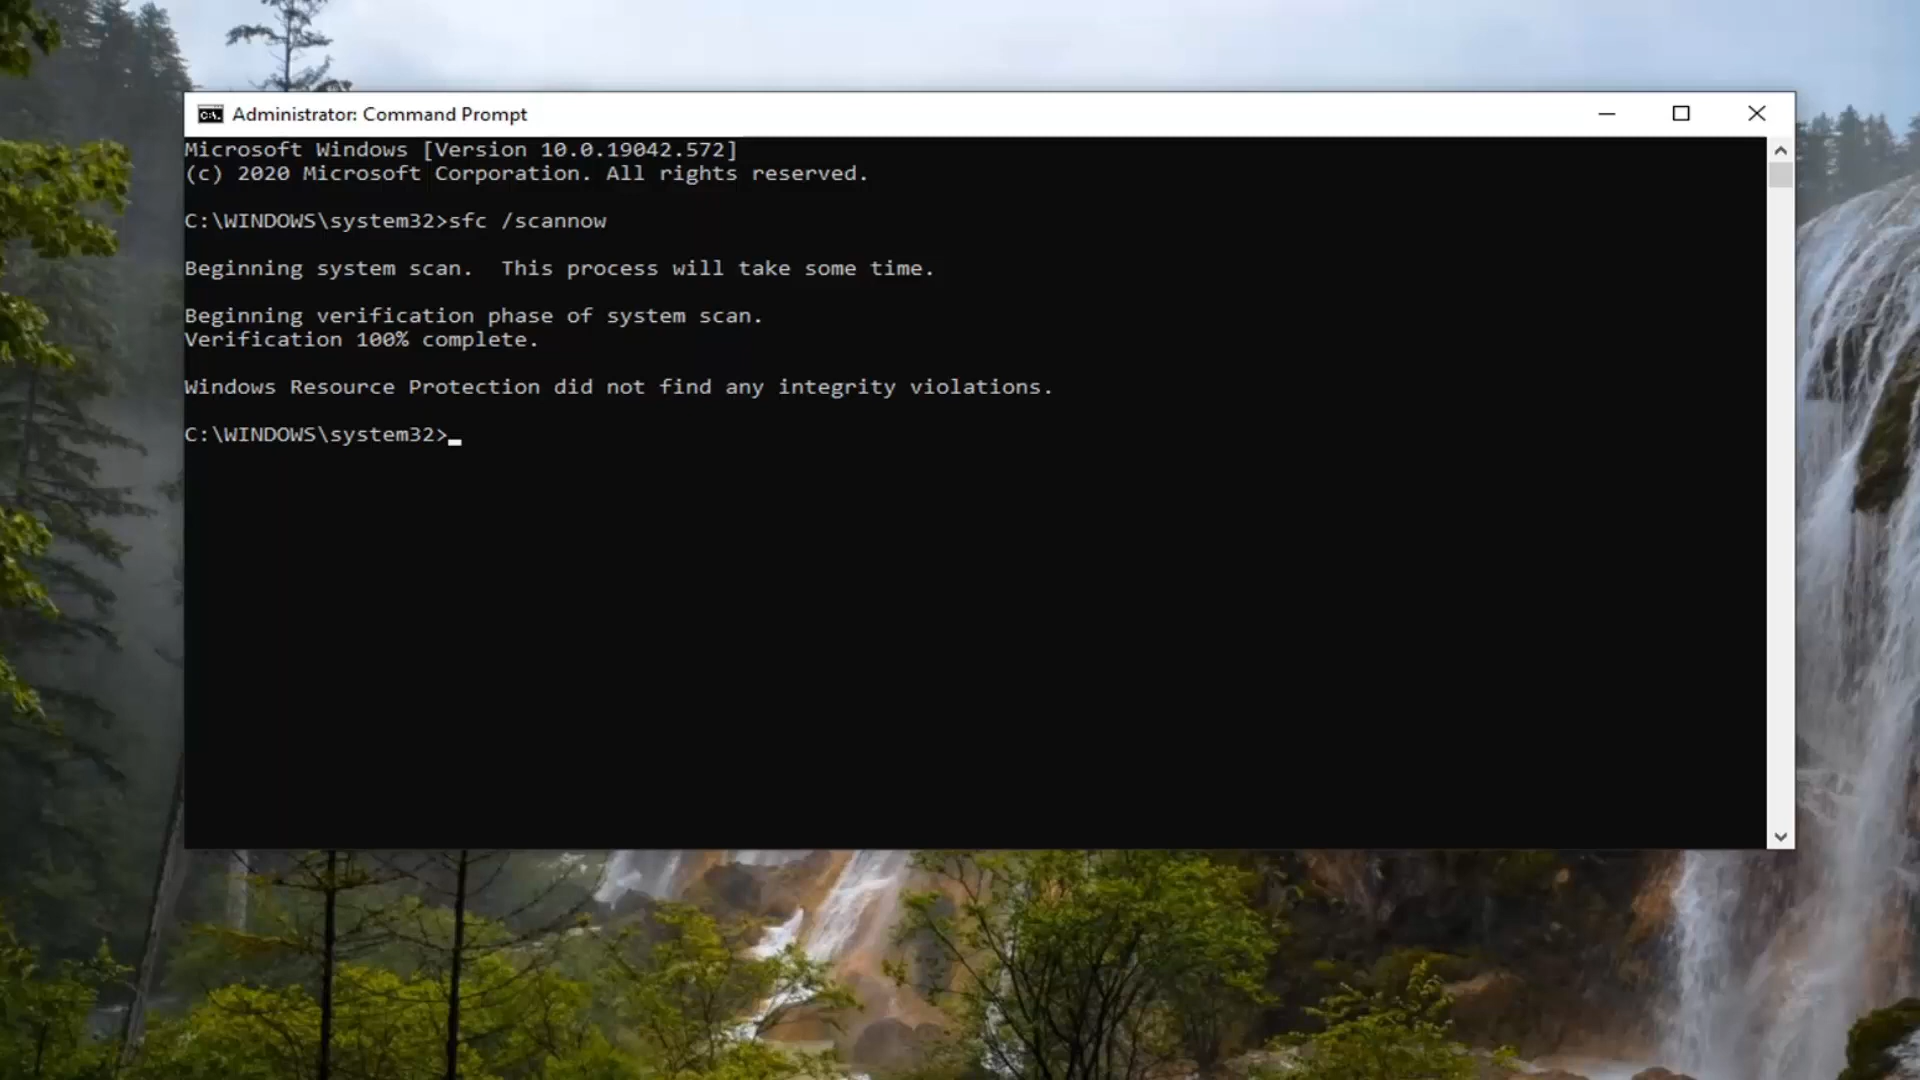 Administrator: Command Prompt
Microsoft Windows [Version 10.0.19042.572]
(c) 2020 Microsoft Corporation. All rights reserved.
C:\WINDOWS\system32>sfc /scannow
Beginning system scan.  This process will take some time.
Beginning verification phase of system scan.
Verification 100% complete.
Windows Resource Protection did not find any integrity violations.
C:\WINDOWS\system32>